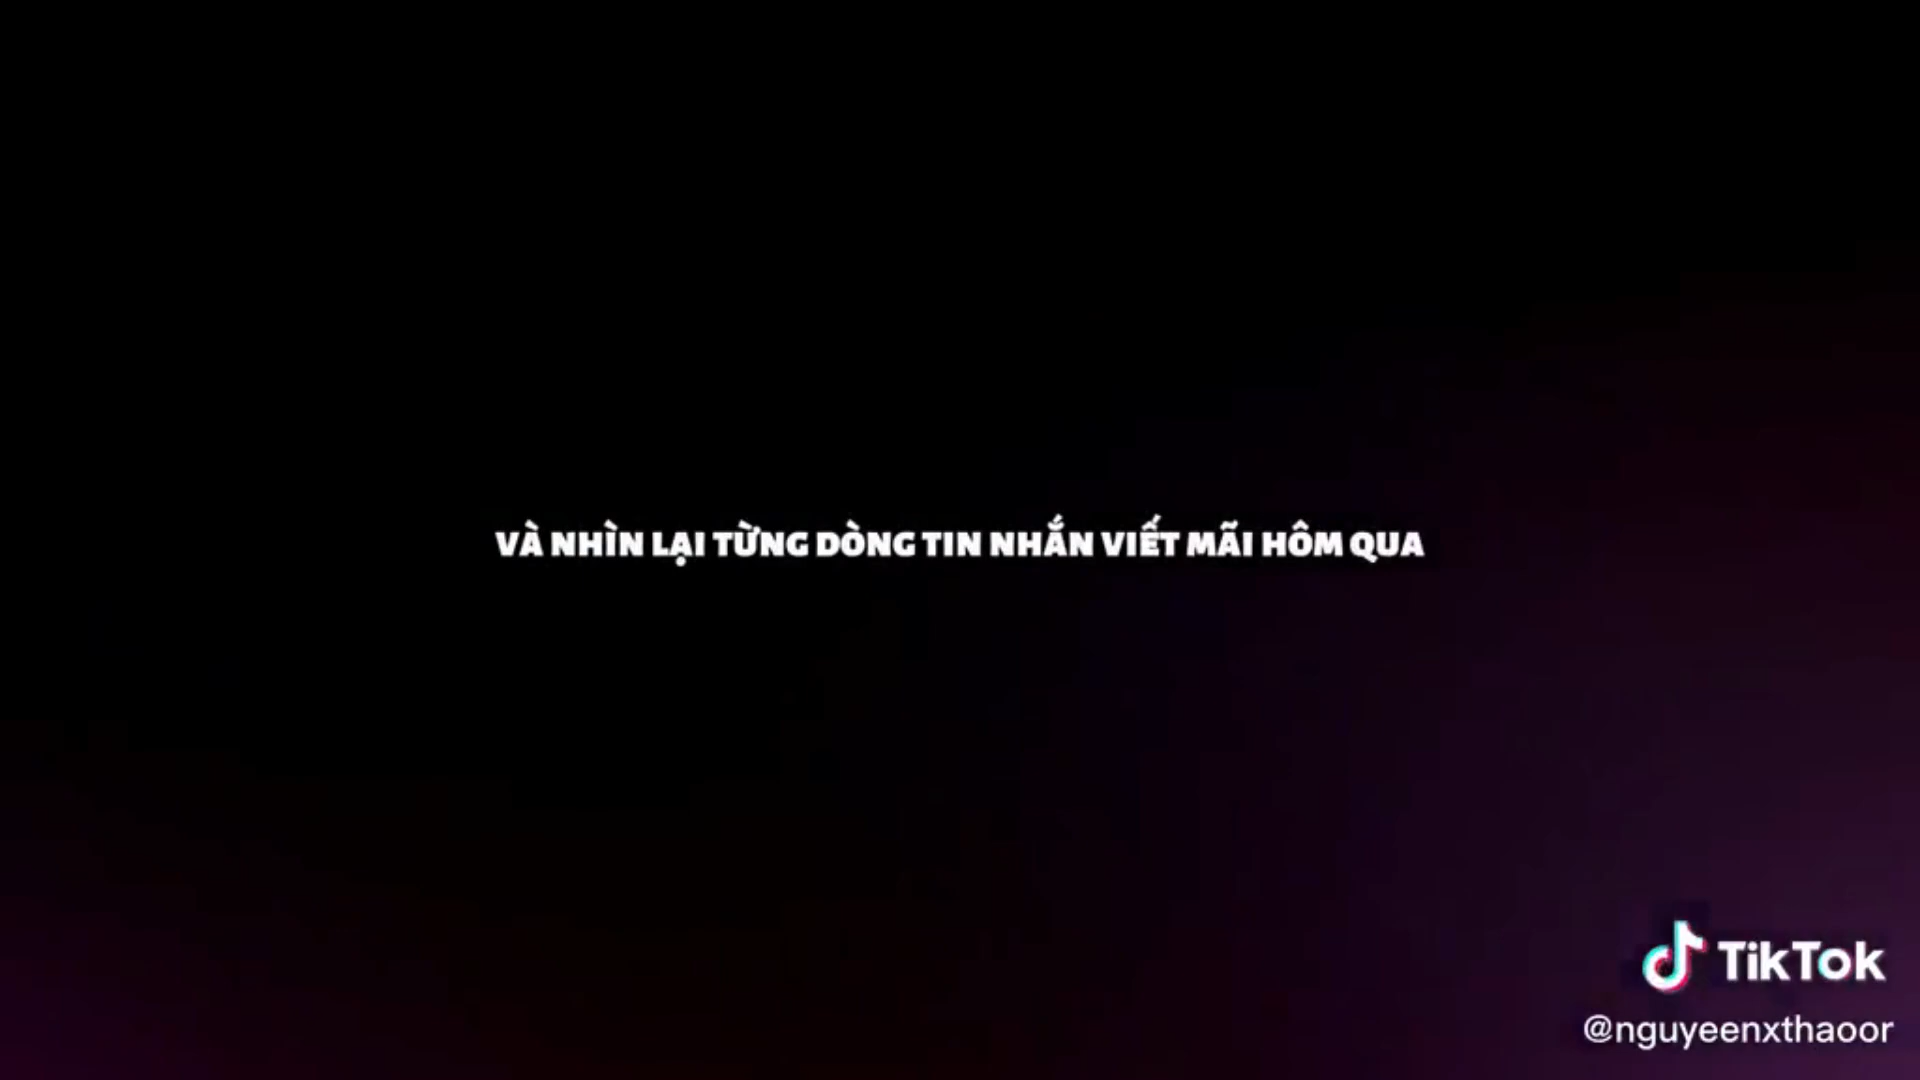 VÀ NHÌN LẠI TỪNG DÒNG TIN NHẮN VIẾT MÃI HÔM QUA
TikTok
@nguyeenxthaoor